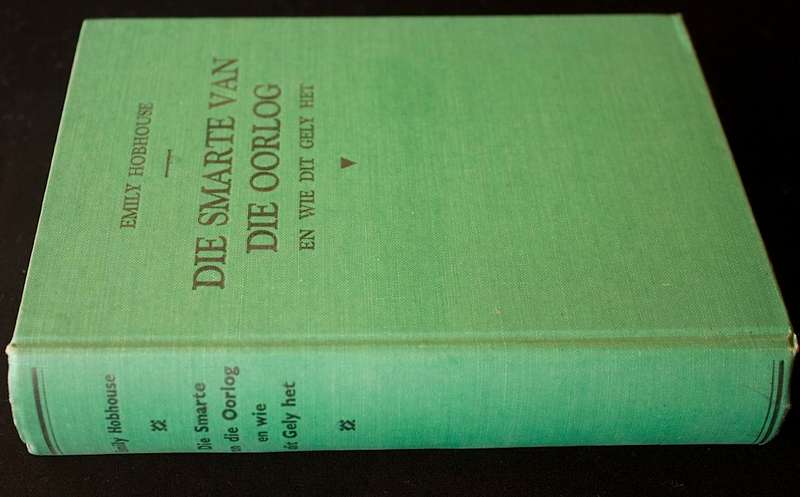 EMILY HOBHOUSE
DIE SMARTE VAN
DIE OORLOG
EN WIE DIT GELY HET
Emily Hobhouse
Die Smarte
die Oorlog
en wie
Gely het